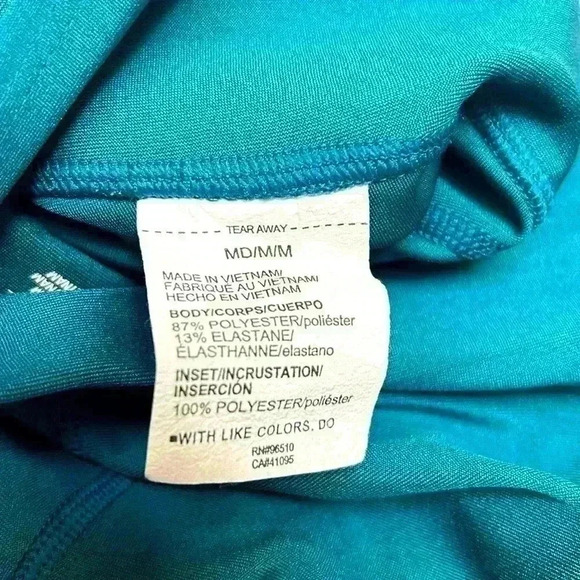 TEAR AWAY
MD/M/M
MADE IN VIETNAM/
FABRIQUÉ AU VIETNAM/
HECHO EN VIETNAM
BODY/CORPS/CUERPO
87% POLYESTER/poliéster
13% ELASTANE/
ÉLASTHANNE/elastano
INSET/INCRUSTATION/
INSERCIÓN
100% POLYESTER/poliéster
■WITH LIKE COLORS. DO
RN#96510
CA#41095